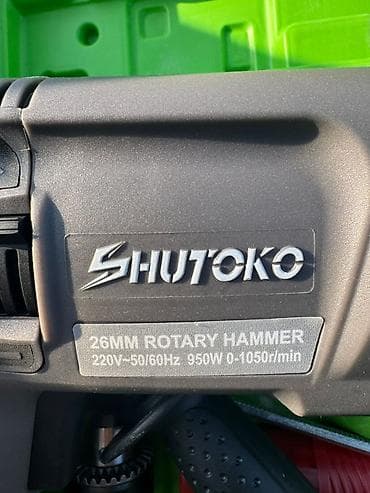 SHUTOKO
26MM ROTARY HAMMER
220V~50/60Hz 950W 0-1050r/min